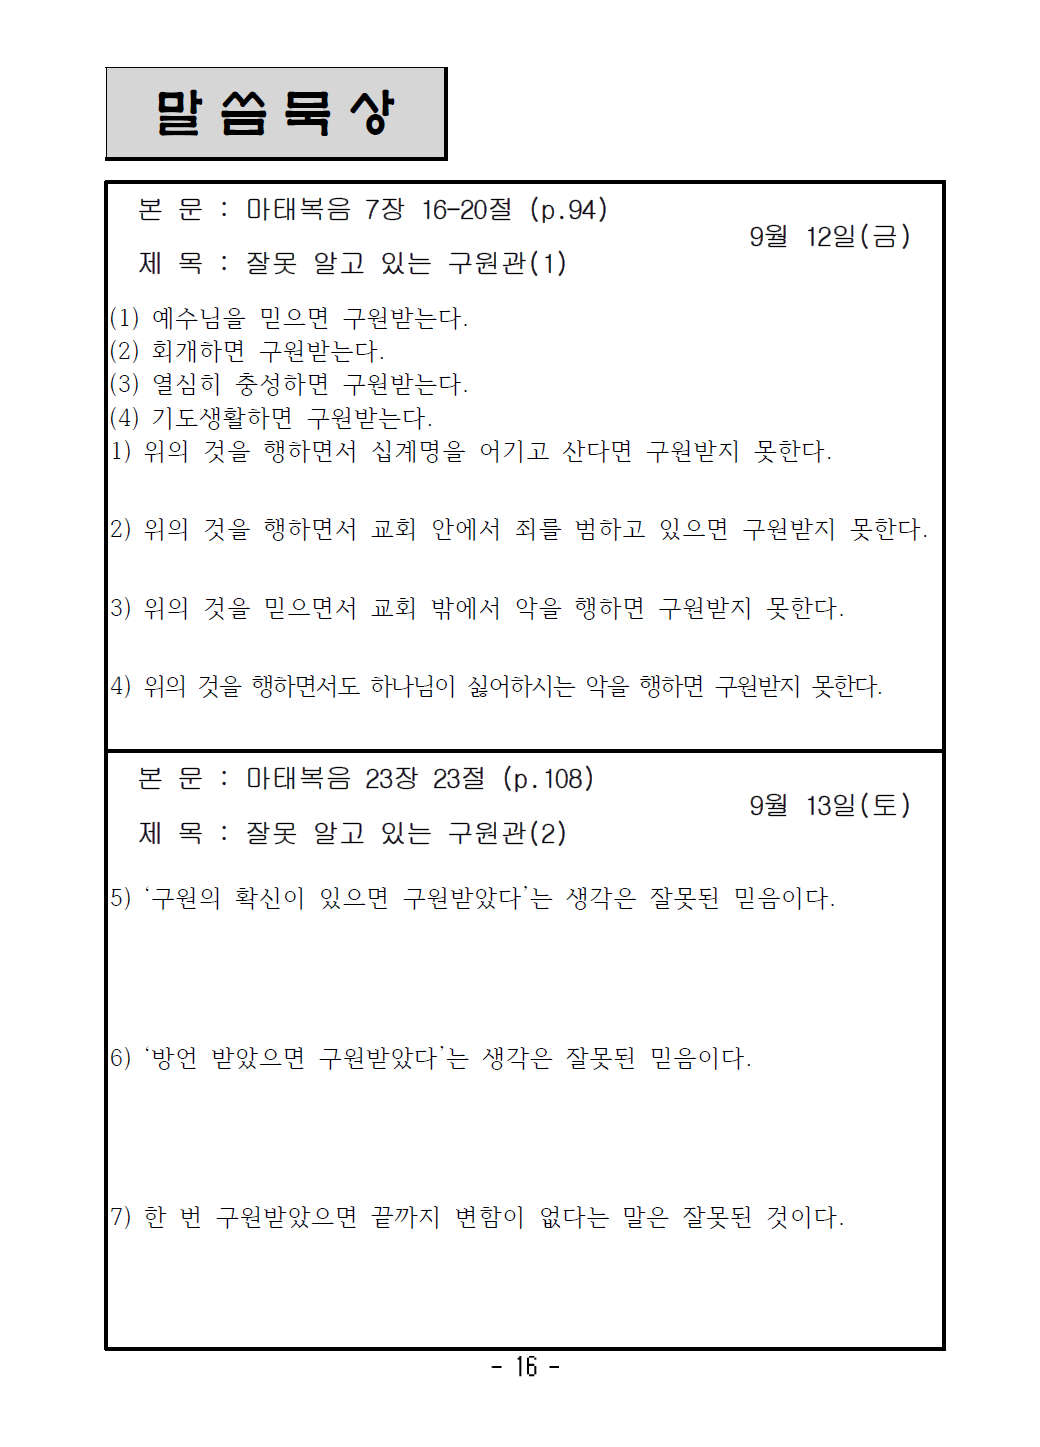 말씀묵상
본 문 : 마태복음 7장 16-20절 (p.94)
9월 12일(금)
제 목 : 잘못 알고 있는 구원관(1)
(1) 예수님을 믿으면 구원받는다.
(2) 회개하면 구원받는다.
(3) 열심히 충성하면 구원받는다.
(4) 기도생활하면 구원받는다.
1) 위의 것을 행하면서 십계명을 어기고 산다면 구원받지 못한다.
2) 위의 것을 행하면서 교회 안에서 죄를 범하고 있으면 구원받지 못한다.
3) 위의 것을 믿으면서 교회 밖에서 악을 행하면 구원받지 못한다.
4) 위의 것을 행하면서도 하나님이 싫어하시는 악을 행하면 구원받지 못한다.
본 문 : 마태복음 23장 23절 (p.108)
9월 13일(토)
제 목 : 잘못 알고 있는 구원관(2)
5) ‘구원의 확신이 있으면 구원받았다’는 생각은 잘못된 믿음이다.
6) ‘방언 받았으면 구원받았다’는 생각은 잘못된 믿음이다.
7) 한 번 구원받았으면 끝까지 변함이 없다는 말은 잘못된 것이다.
- 16 -